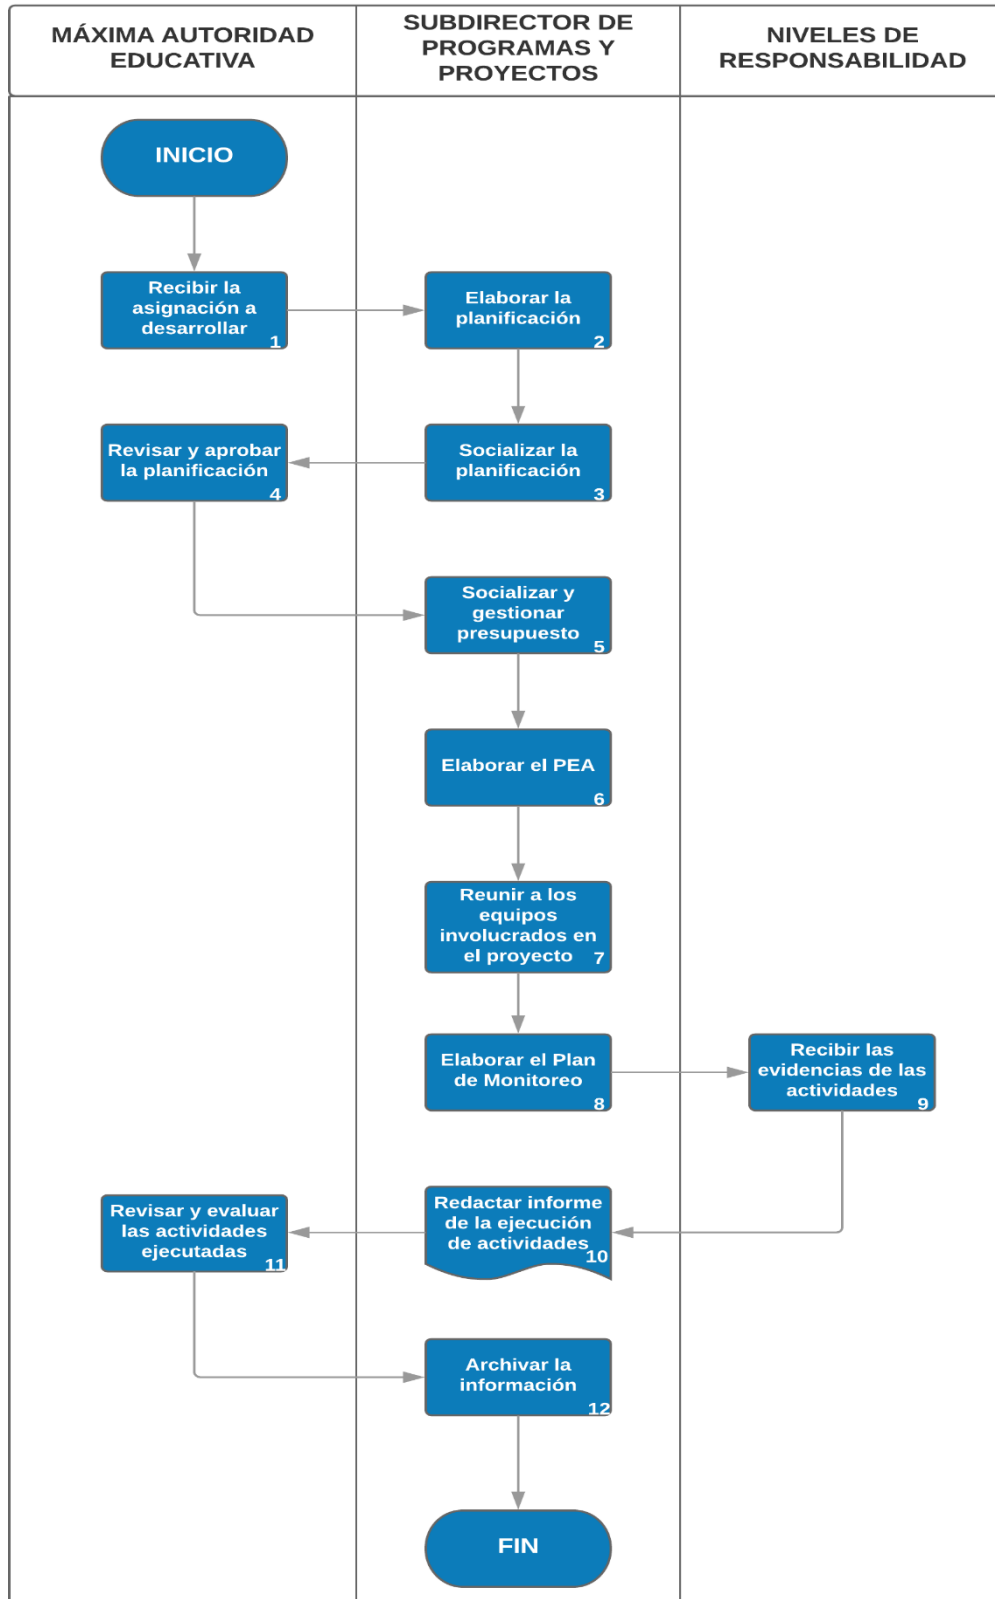 MÁXIMA AUTORIDAD
EDUCATIVA
SUBDIRECTOR DE
PROGRAMAS Y
PROYECTOS
NIVELES DE
RESPONSABILIDAD
INICIO
Recibir la
asignación a
desarrollar
1
Elaborar la
planificación
2
Socializar la
planificación
3
Revisar y aprobar
la planificación
4
Socializar y
gestionar
presupuesto
5
Elaborar el PEA
6
Reunir a los
equipos
involucrados en
el proyecto
7
Elaborar el Plan
de Monitoreo
8
Recibir las
evidencias de las
actividades
9
Redactar informe
de la ejecución
de actividades
10
Revisar y evaluar
las actividades
ejecutadas
11
Archivar la
información
12
FIN